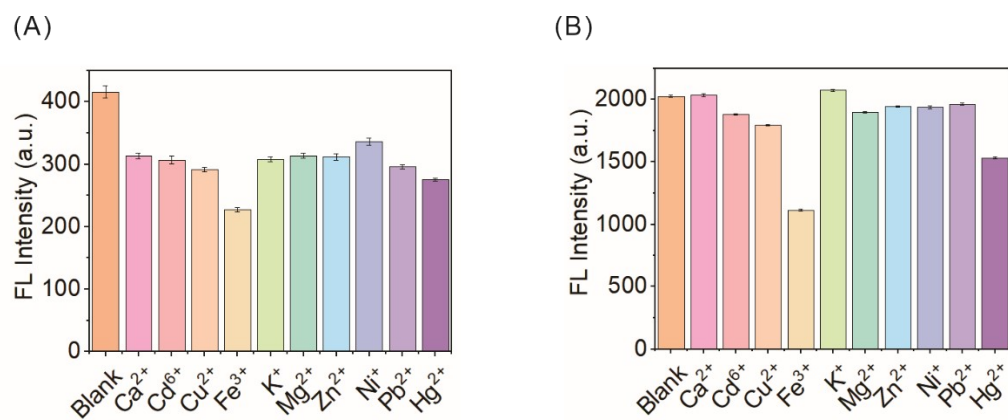 (A)
(B)
FL Intensity (a.u.)
400
300
200
0
Blank
Ca²⁺
Cd⁶⁺
Cu²⁺
Fe³⁺
K⁺
Mg²⁺
Zn²⁺
Ni⁺
Pb²⁺
Hg²⁺
FL Intensity (a.u.)
2000
1500
1000
500
0
Blank
Ca²⁺
Cd⁶⁺
Cu²⁺
Fe³⁺
K⁺
Mg²⁺
Zn²⁺
Ni⁺
Pb²⁺
Hg²⁺